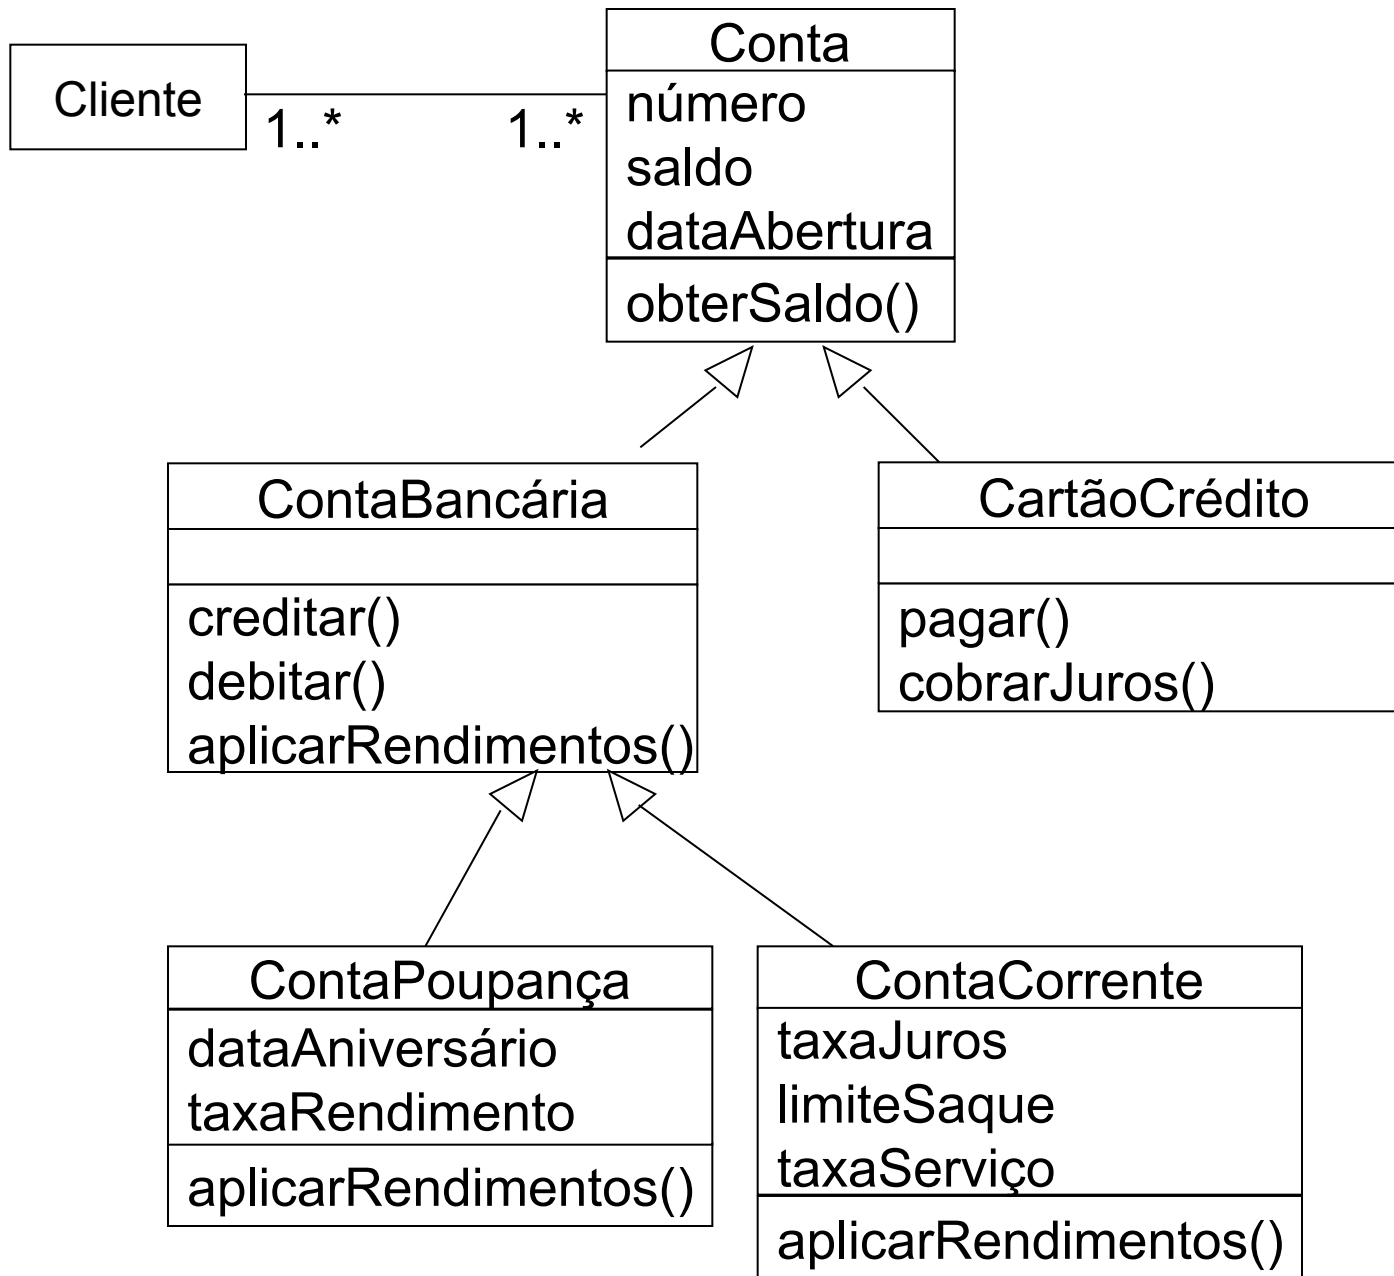 Conta
Cliente
1..*
1..*
número
saldo
dataAbertura
obterSaldo()
ContaBancária
creditar()
debitar()
aplicarRendimentos()
CartãoCrédito
pagar()
cobrarJuros()
ContaPoupança
dataAniversário
taxaRendimento
aplicarRendimentos()
ContaCorrente
taxaJuros
limiteSaque
taxaServiço
aplicarRendimentos()